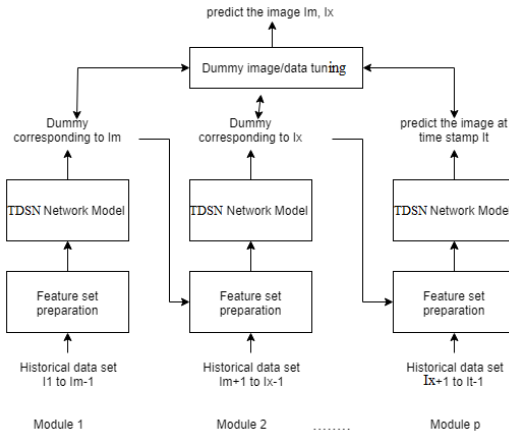 predict the image Im, Ix
Dummy image/data tuning
Dummy
corresponding to Im
Dummy
corresponding to Ix
predict the image at
time stamp It
TDSN Network Model
TDSN Network Model
TDSN Network Mode
Feature set
preparation
Feature set
preparation
Feature set
preparation
Historical data set
I1 to Im-1
Historical data set
Im+1 to Ix-1
Historical data set
Ix+1 to It-1
Module 1
Module 2
........
Module p